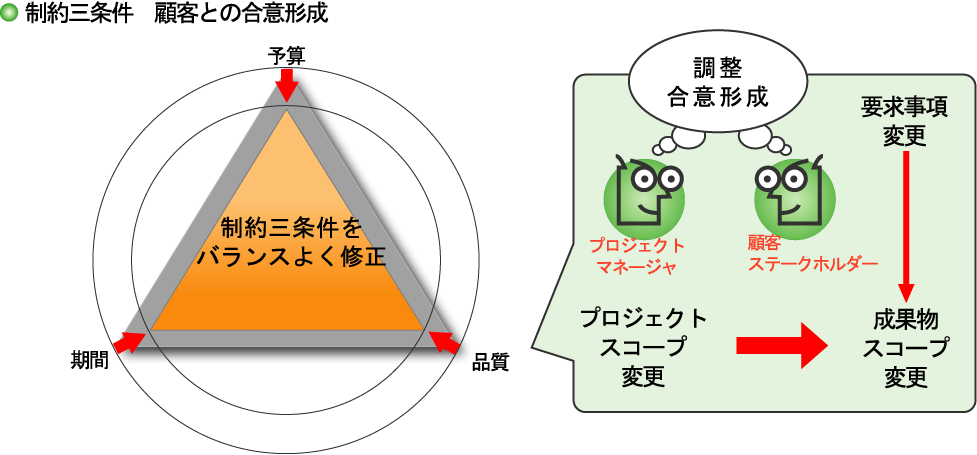 制約三条件　顧客との合意形成
予算
制約三条件を
バランスよく修正
期間
品質
調整
合意形成
要求事項
変更
プロジェクト
マネージャ
顧客
ステークホルダー
プロジェクト
スコープ
変更
成果物
スコープ
変更